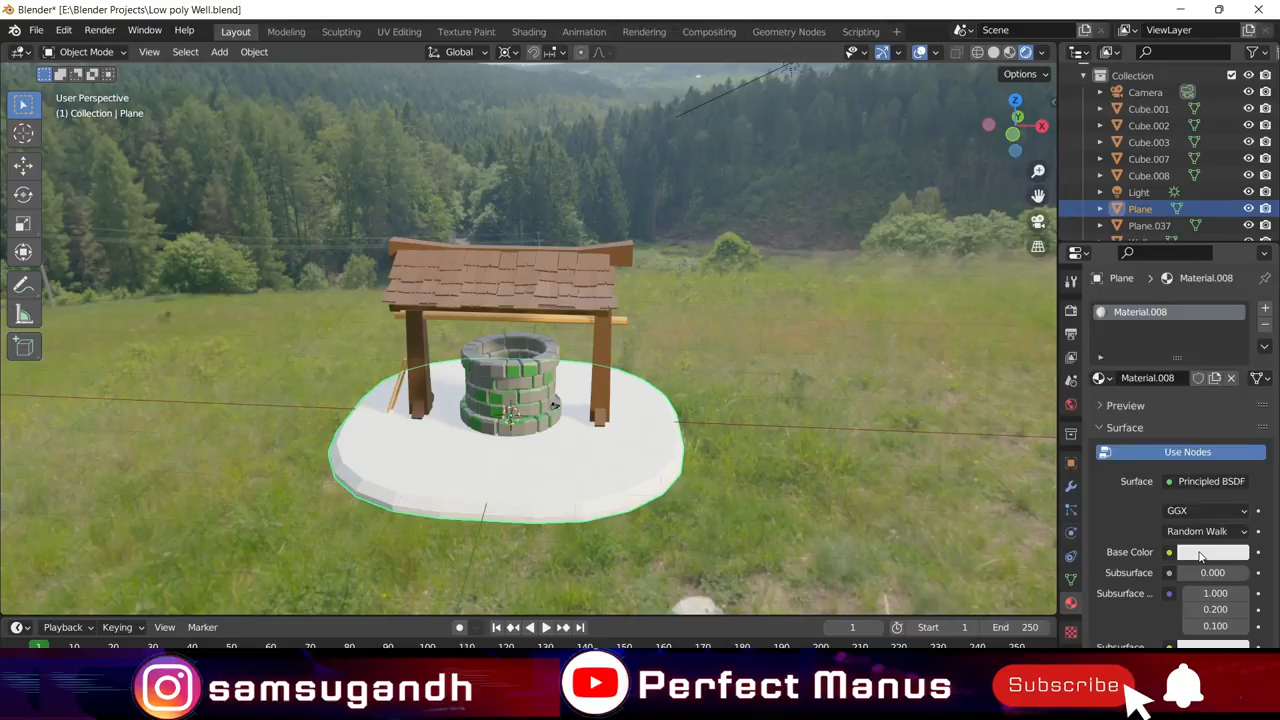 Blender* [E:\Blender Projects\Low poly Well.blend]
File Edit Render Window Help Layout Modeling Sculpting UV Editing Texture Paint Shading Animation Rendering Compositing Geometry Nodes Scripting + Scene ViewLayer
Object Mode View Select Add Object Global
Options
User Perspective
(1) Collection | Plane
Z
Y
X
Collection
Camera
Cube.001
Cube.002
Cube.003
Cube.007
Cube.008
Light
Plane
Plane.037
Plane > Material.008
Material.008
Material.008
Preview
Surface
Use Nodes
Surface Principled BSDF
GGX
Random Walk
Base Color
Subsurface 0.000
Subsurface ... 1.000
0.200
0.100
Playback Keying View Marker 1 Start 1 End 250
1
samsugandh
Perfect Manus
Subscribe